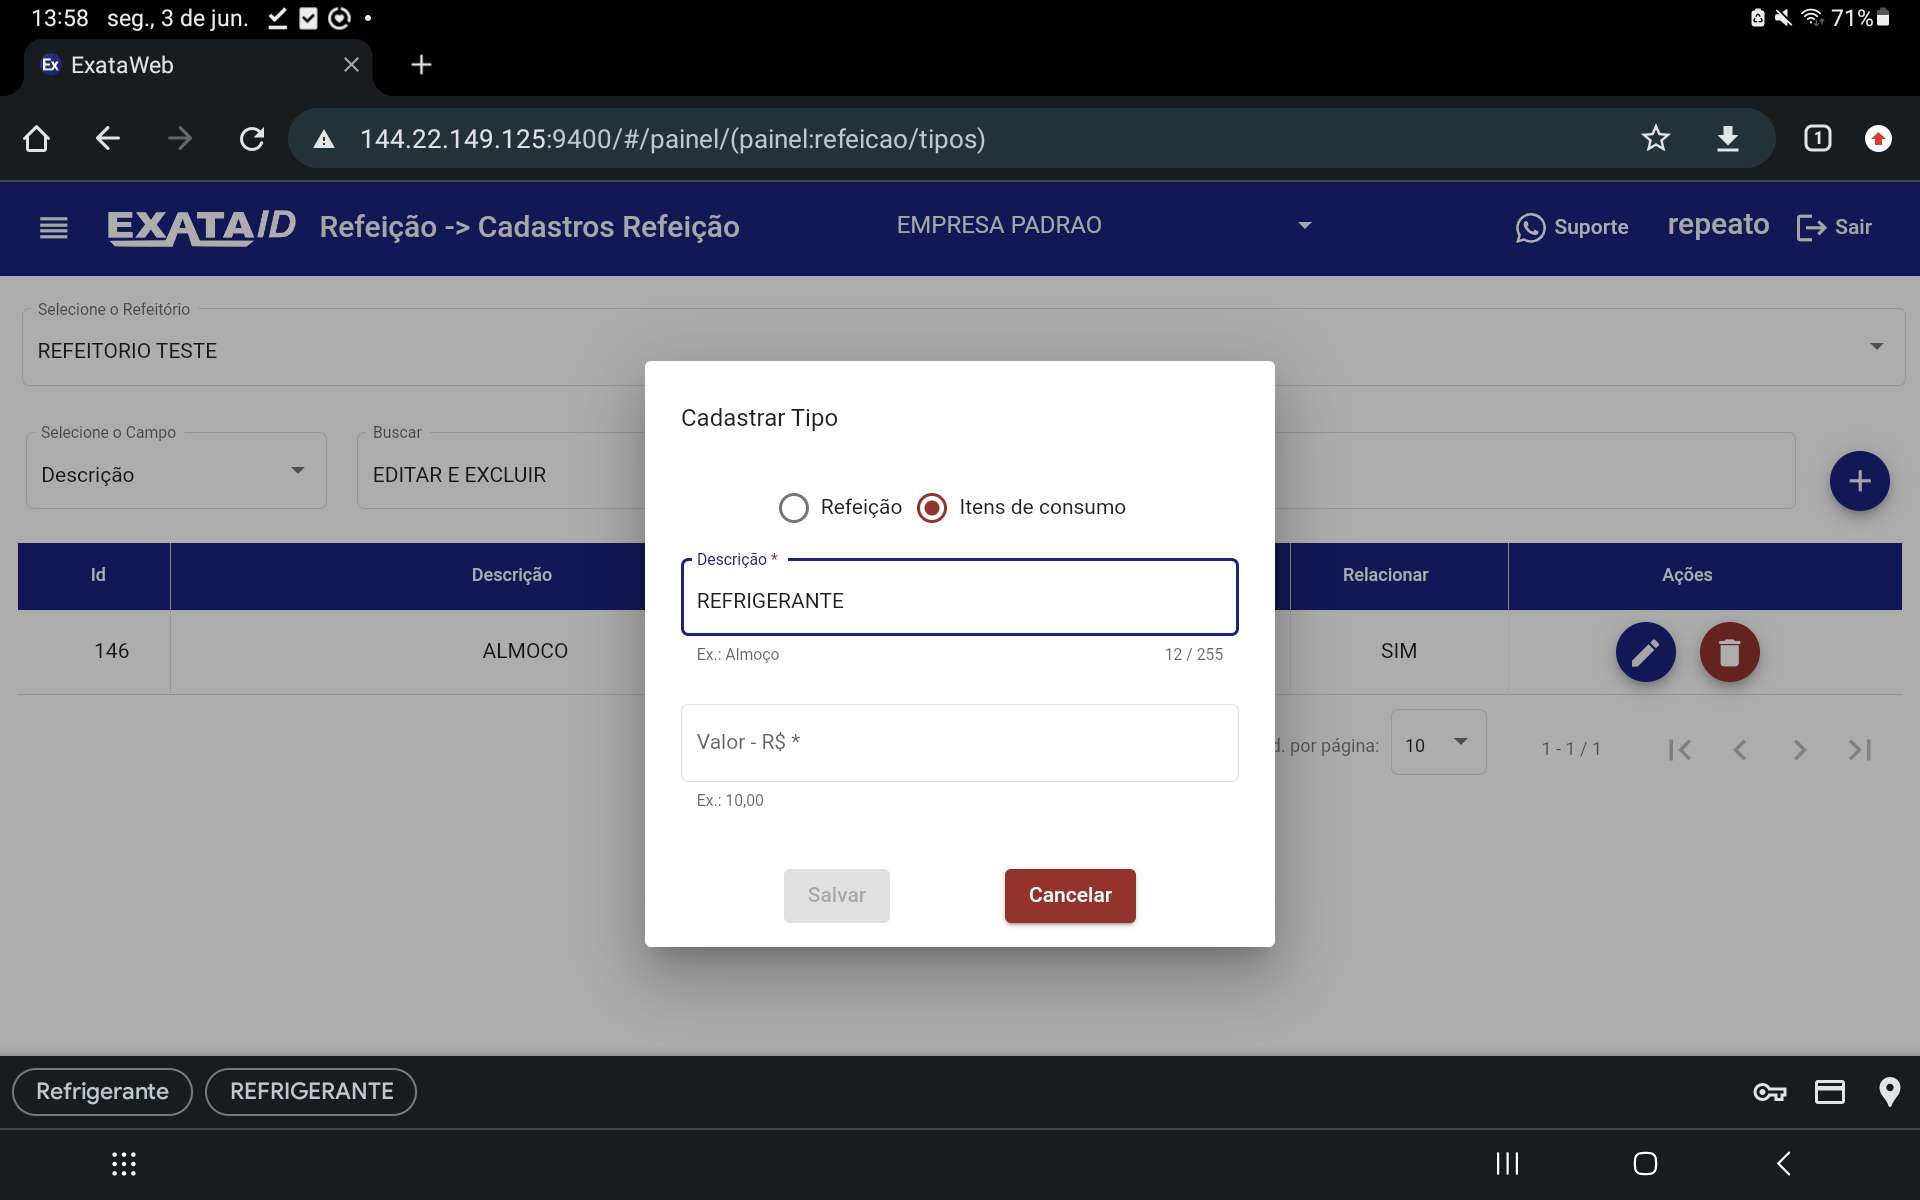 13:58 seg., 3 de jun. 71%
Ex ExataWeb
144.22.149.125:9400/#/painel/(painel:refeicao/tipos) 1
EXATAID Refeição -> Cadastros Refeição EMPRESA PADRAO Suporte repeato Sair
Selecione o Refeitório
REFEITORIO TESTE
Selecione o Campo
Descrição
Buscar
EDITAR E EXCLUIR
Id Descrição Relacionar Ações
146 ALMOCO SIM
d. por página: 10 1 - 1 / 1
Cadastrar Tipo
Refeição Itens de consumo
Descrição *
REFRIGERANTE
Ex.: Almoço 12 / 255
Valor - R$ *
Ex.: 10,00
Salvar Cancelar
Refrigerante REFRIGERANTE